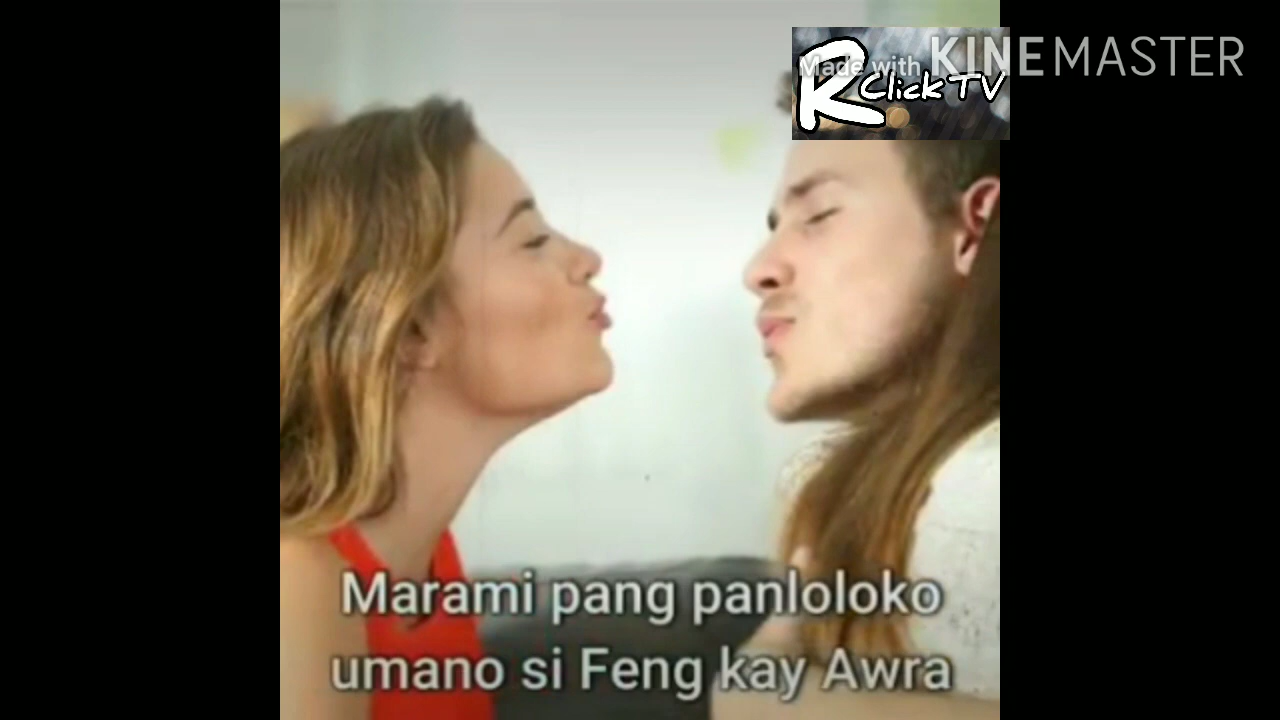 Made with KINEMASTER
R Click TV
Marami pang panloloko
umano si Feng kay Awra